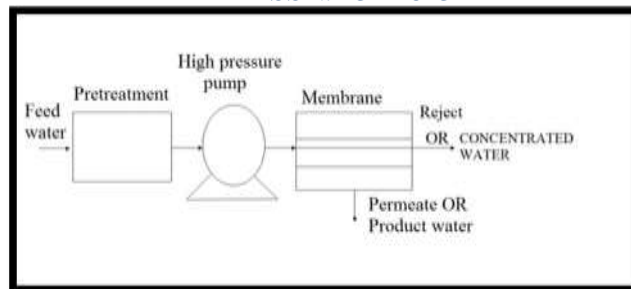 High pressure
pump
Pretreatment
Membrane
Feed
water
Reject
OR CONCENTRATED
WATER
Permeate OR
Product water